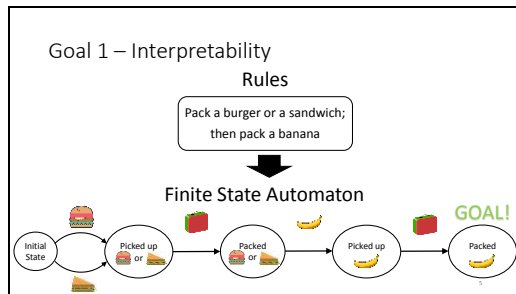 Goal 1 – Interpretability
Rules
Pack a burger or a sandwich;
then pack a banana
Finite State Automaton
GOAL!
Initial
State
Picked up
or
Packed
or
Picked up
Packed
5